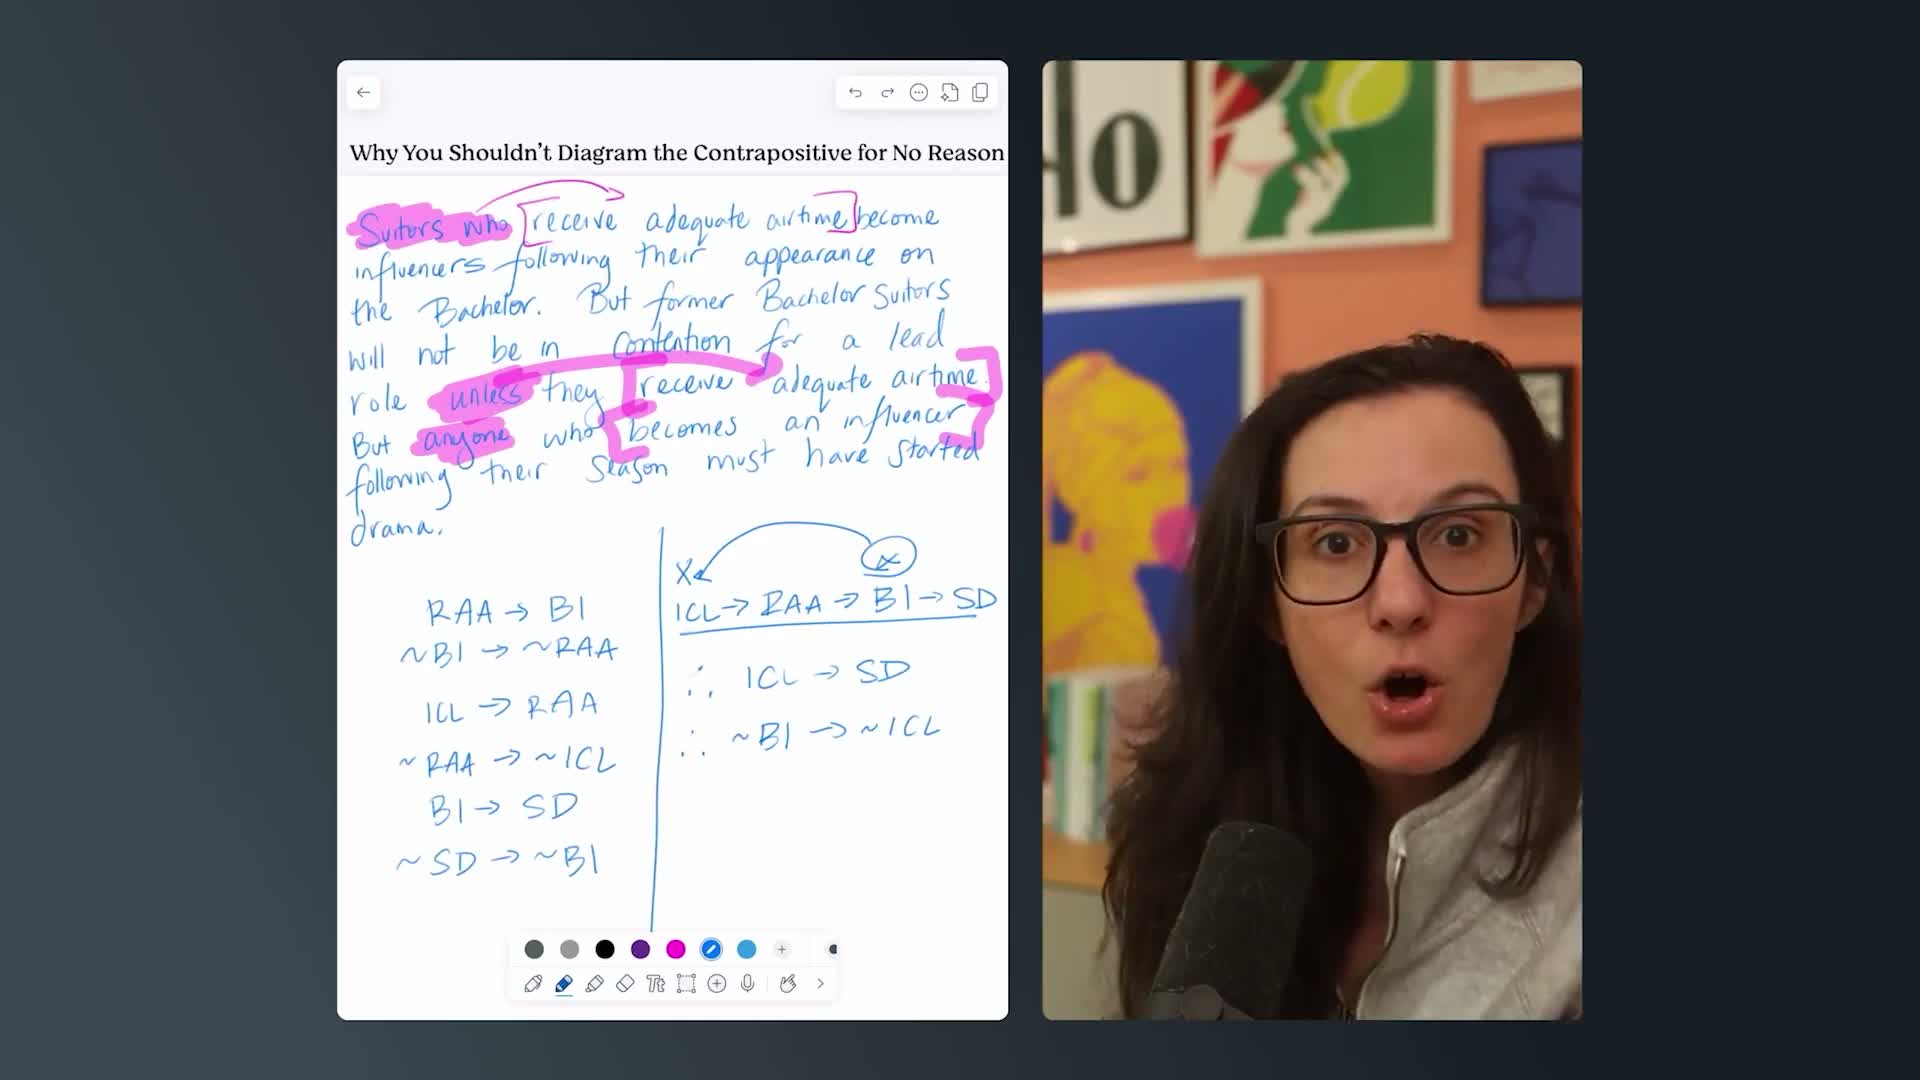 Why You Shouldn't Diagram the Contrapositive for No Reason
Suitors who receive adequate airtime become
influencers following their appearance on
the Bachelor. But former Bachelor suitors
will not be in contention for a lead
role unless they receive adequate airtime.
But anyone who becomes an influencer
following their season must have started
drama.
RAA → BI
~BI → ~RAA
ICL → RAA
~RAA → ~ICL
BI → SD
~SD → ~BI
X
X
ICL → RAA → BI → SD
∴ ICL → SD
∴ ~BI → ~ICL
Tt
No